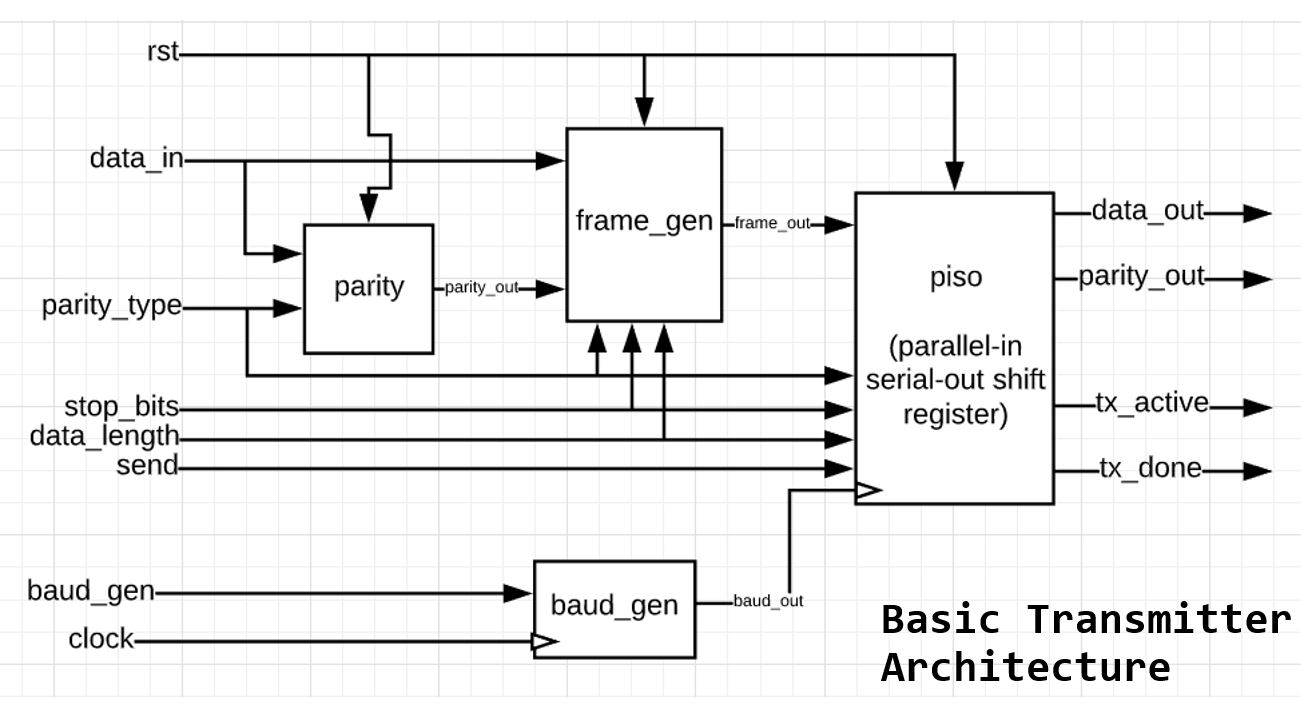 rst
data_in
frame_gen
frame_out
data_out
parity
parity_out
parity_type
piso
(parallel-in
serial-out shift
register)
parity_out
stop_bits
data_length
send
tx_active
tx_done
baud_gen
clock
baud_gen
baud_out
Basic Transmitter
Architecture